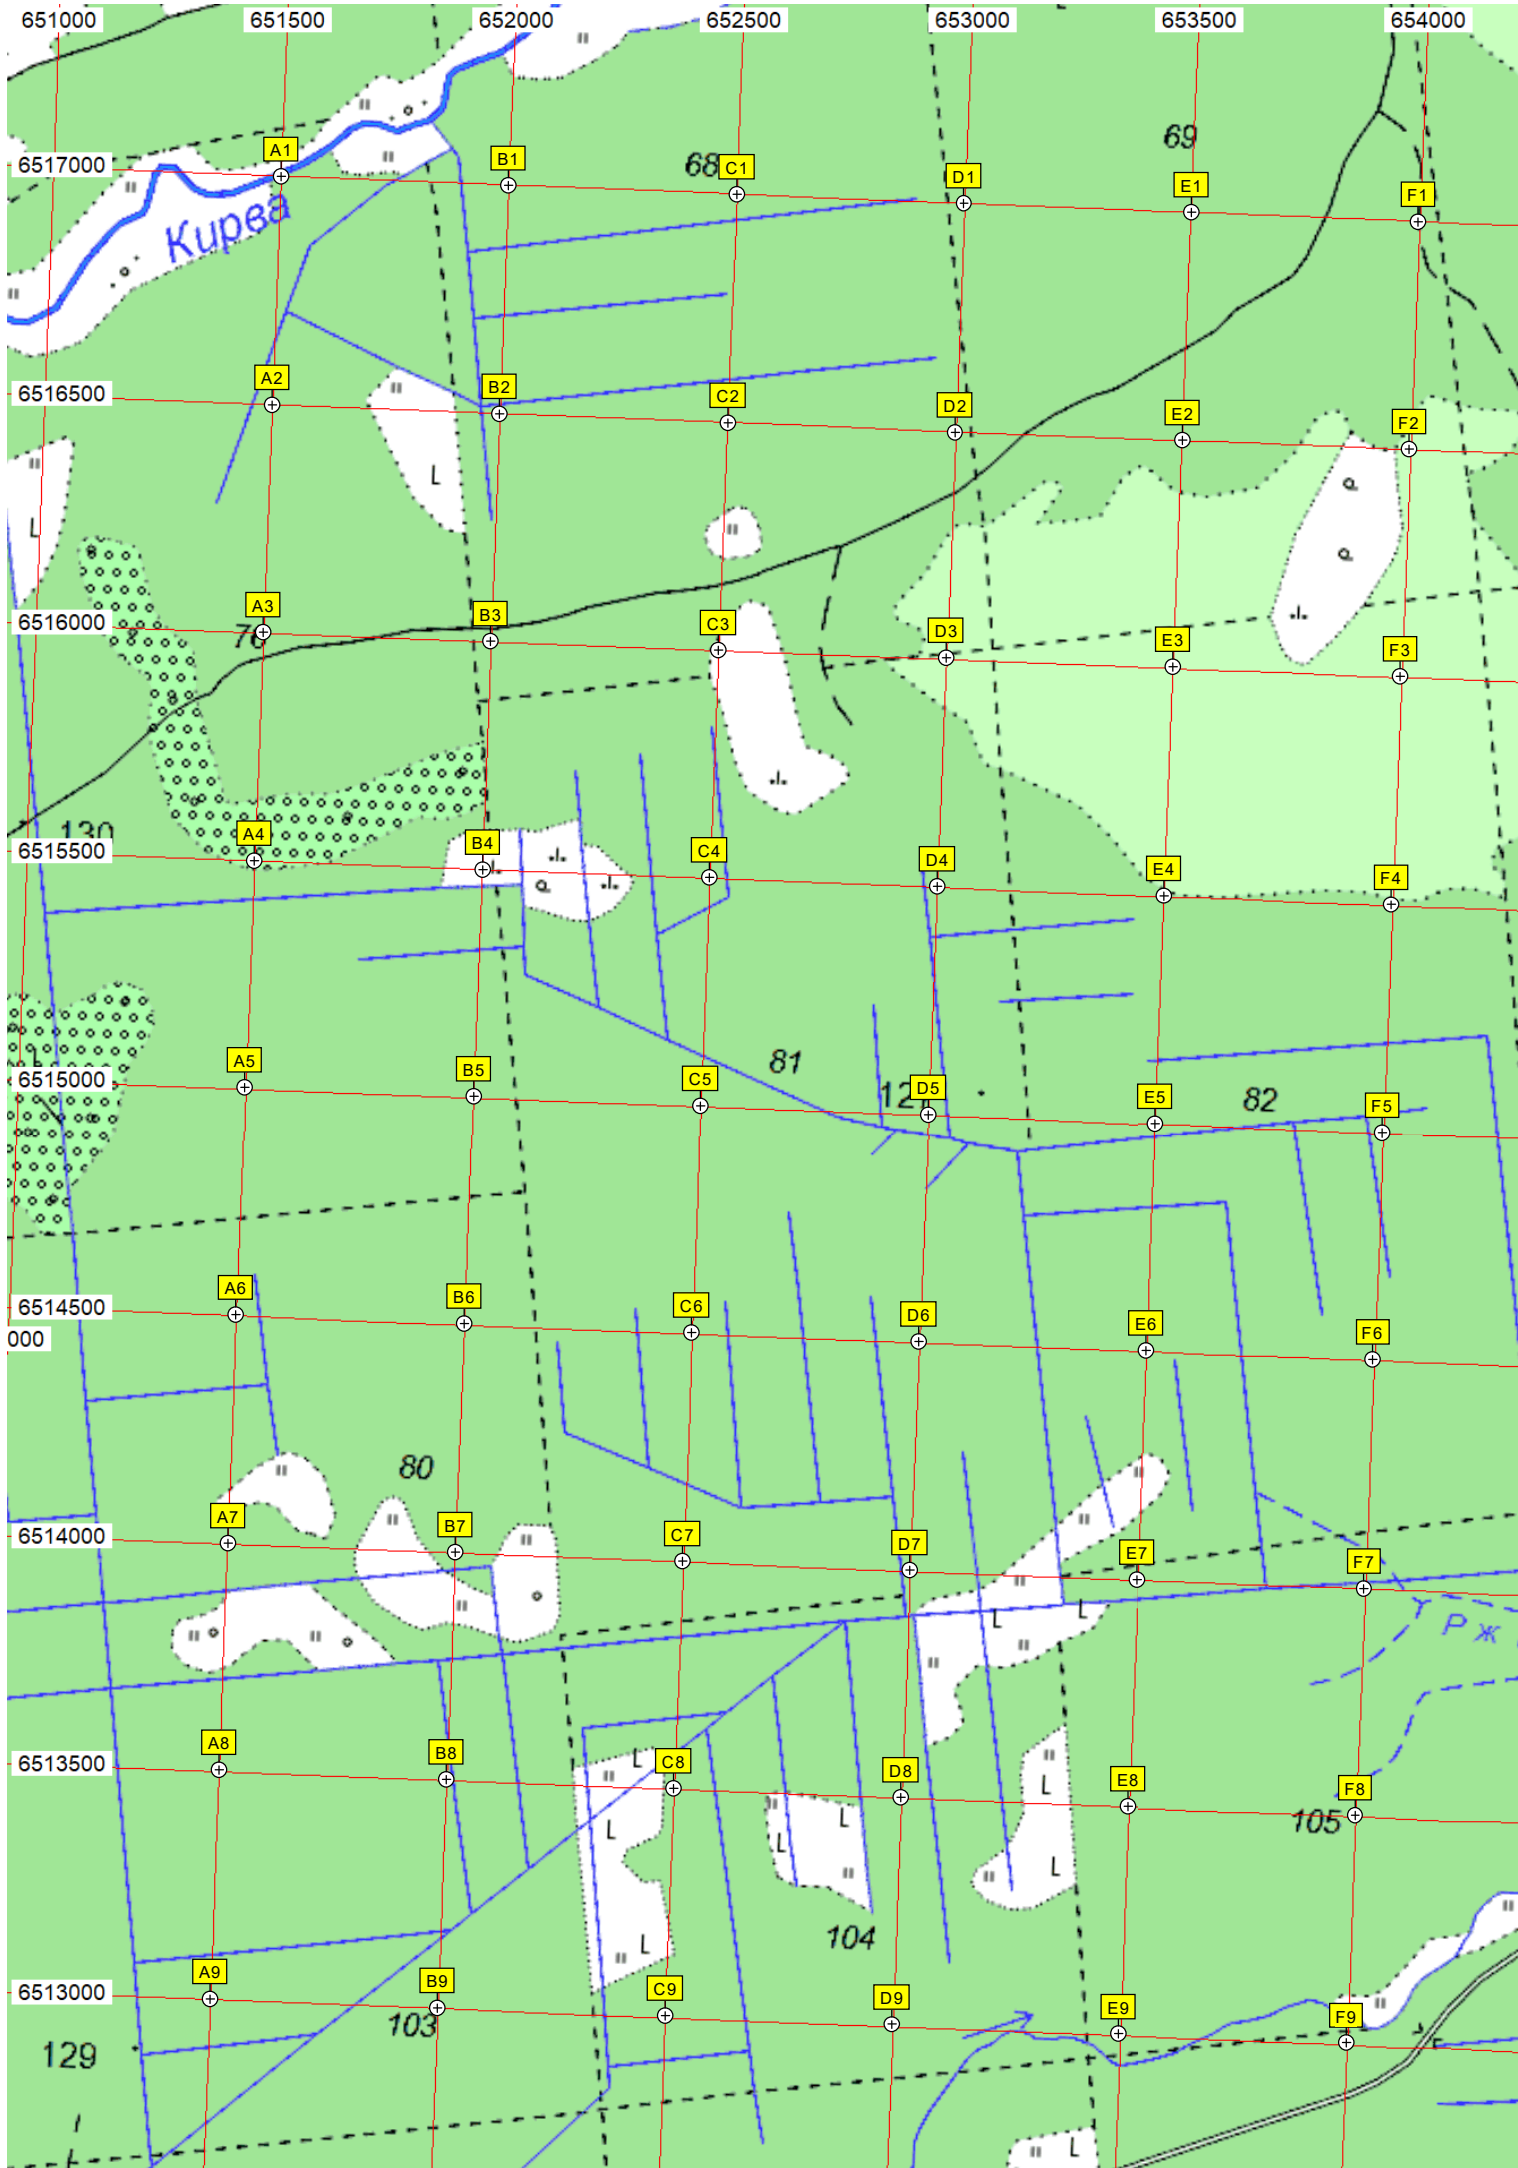 651000 651500 652000 652500 653000 653500 654000
69
68
6517000 A1 B1 C1 D1 E1 F1
Кирва
6516500 A2 B2 C2 D2 E2 F2
L
L
6516000 A3 B3 C3 D3 E3 F3
130
6515500 A4 B4 C4 D4 E4 F4
81
82
6515000 A5 B5 C5 D5 E5 F5
6514500 A6 B6 C6 D6 E6 F6
000
80
6514000 A7 B7 C7 D7 E7 F7
L L
Р ж
6513500 A8 B8 C8 D8 E8 F8
L L
L L L
105
L
104
L
6513000 A9 B9 C9 D9 E9 F9
103
129
L